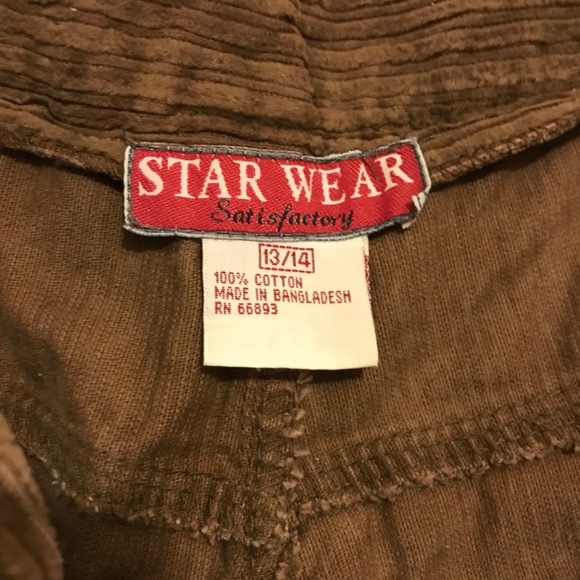 STAR WEAR
Satisfactory
13/14
100% COTTON
MADE IN BANGLADESH
RN 66893